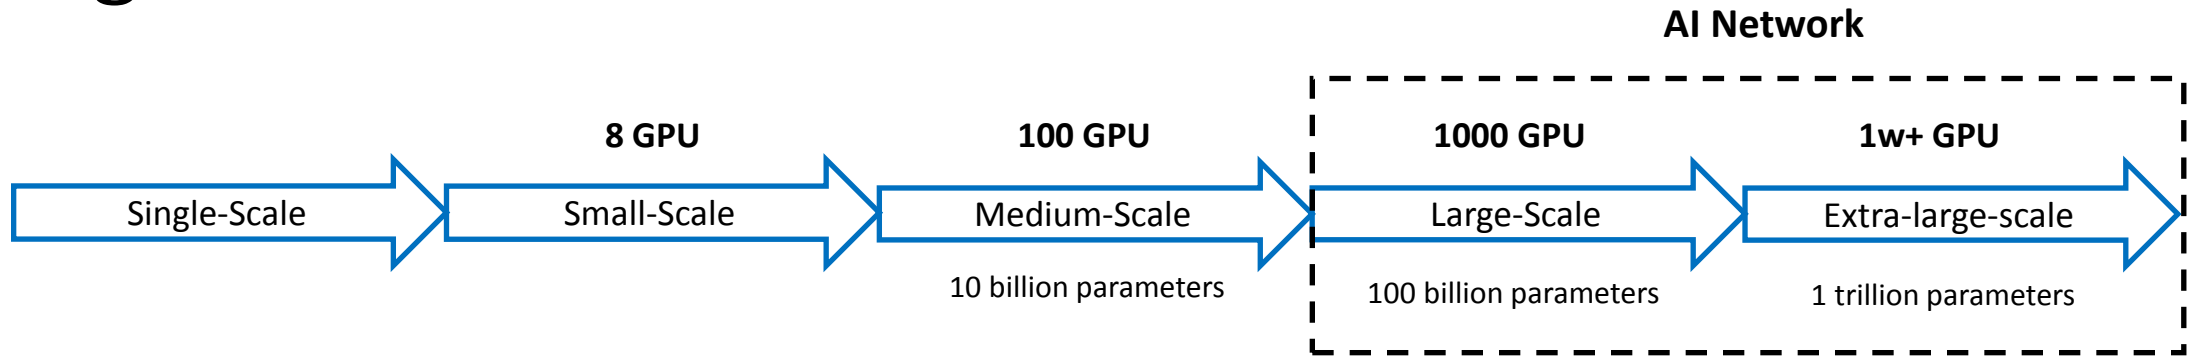 AI Network
8 GPU
100 GPU
1000 GPU
1w+ GPU
Single-Scale
Small-Scale
Medium-Scale
Large-Scale
Extra-large-scale
10 billion parameters
100 billion parameters
1 trillion parameters